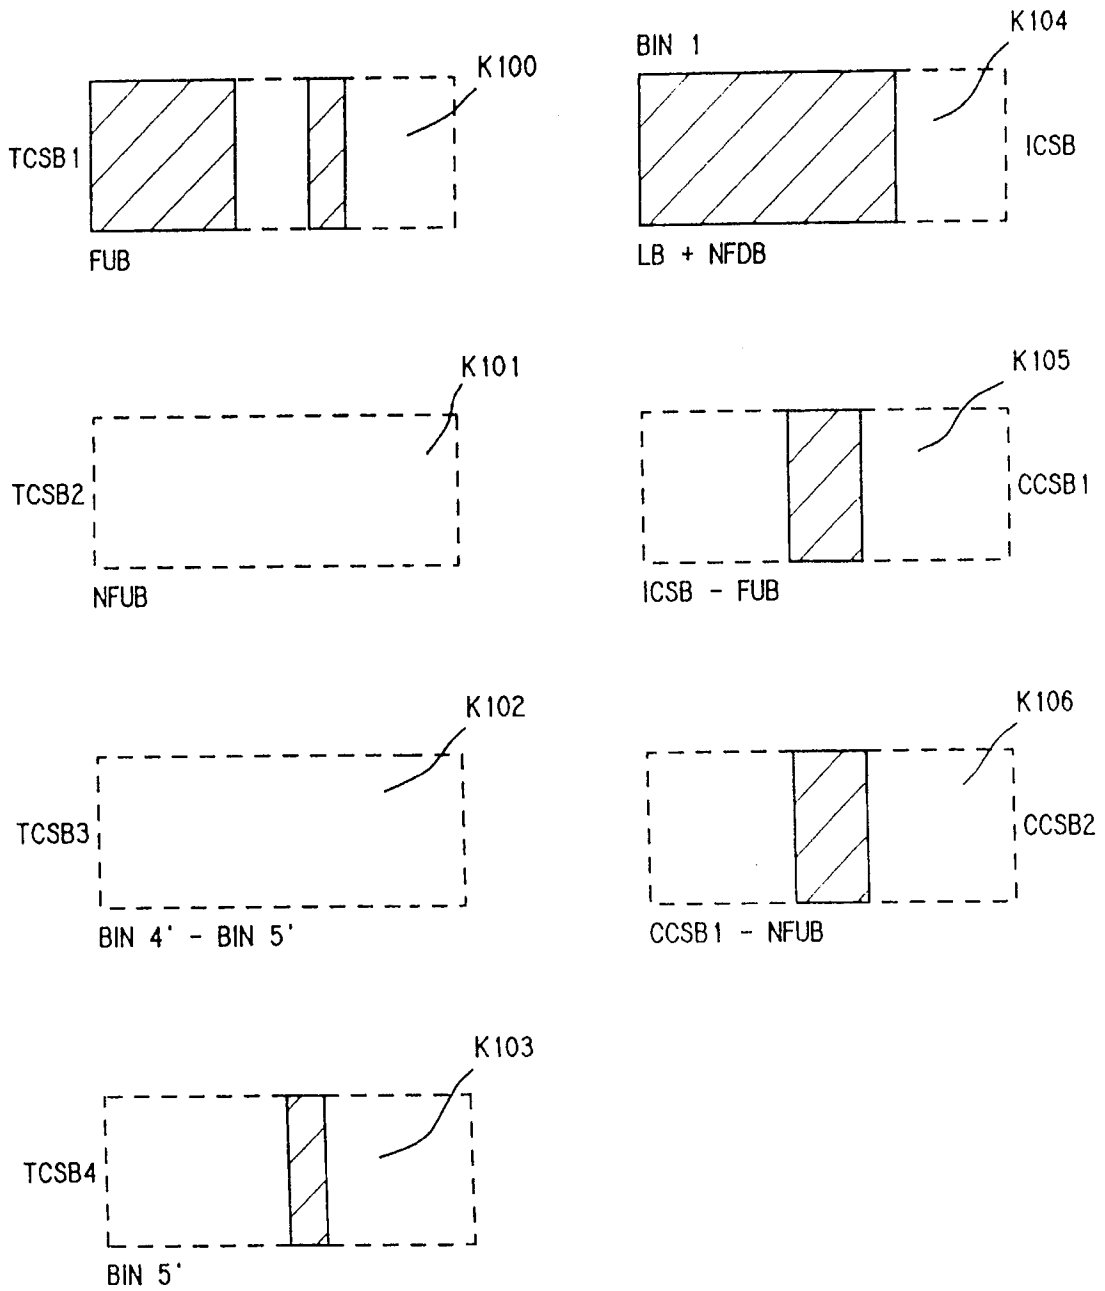 K100
TCSB1
FUB
BIN 1
K104
ICSB
LB + NFDB
K101
TCSB2
NFUB
K105
CCSB1
ICSB - FUB
K102
TCSB3
BIN 4' - BIN 5'
K106
CCSB2
CCSB1 - NFUB
K103
TCSB4
BIN 5'